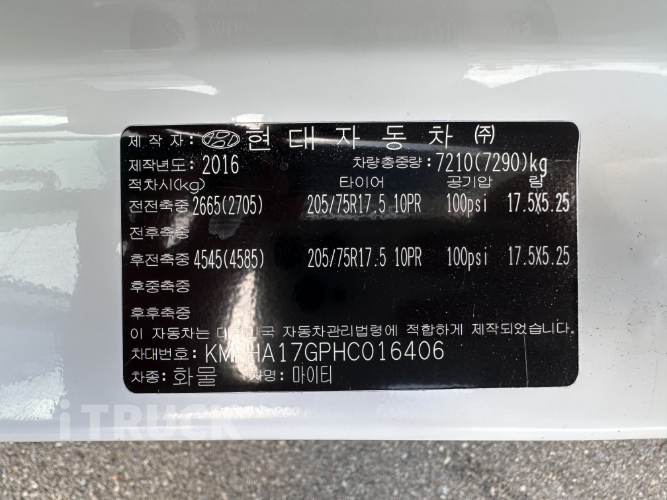 제작자: 현대자동차 ㈜
제작년도: 2016 차량총중량: 7210(7290)kg
적차시(kg) 타이어 공기압 림
전전축중 2665(2705) 205/75R17.5 10PR 100psi 17.5X5.25
전후축중
후전축중 4545(4585) 205/75R17.5 10PR 100psi 17.5X5.25
후중축중
후후축중
이 자동차는 대한민국 자동차관리법령에 적합하게 제작되었습니다.
차대번호:
차종: 화물 차명: 마이티
iTRUCK